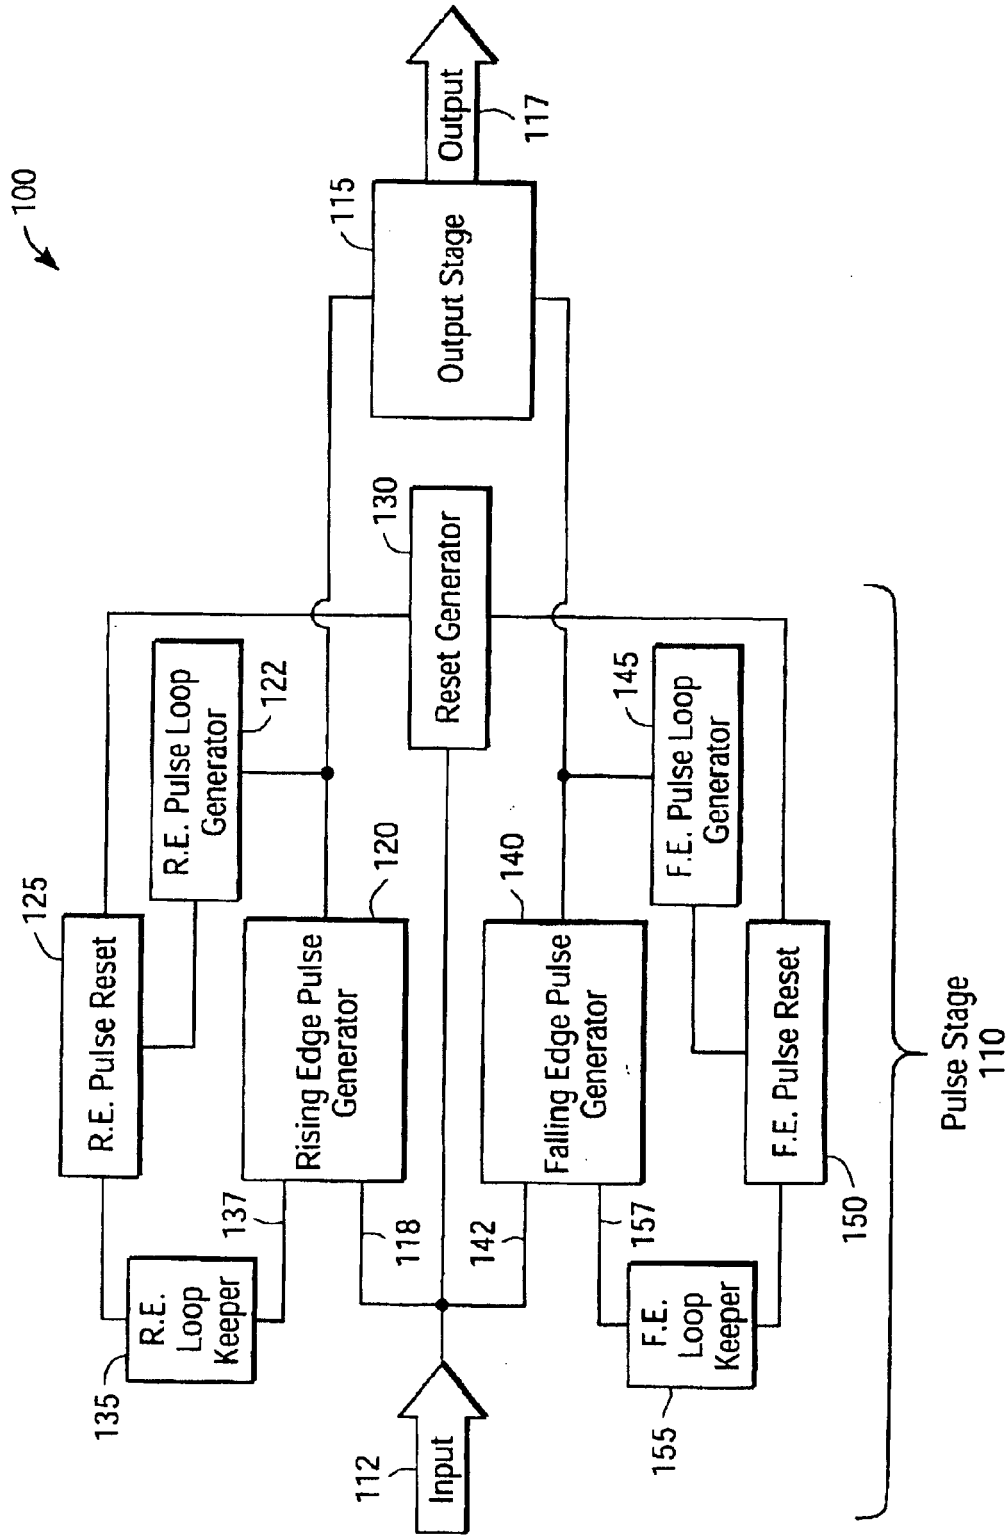 100
125
R.E. Pulse Reset
R.E. Pulse Loop
Generator
122
135
R.E.
Loop
Keeper
137
Rising Edge Pulse
Generator
120
118
112
Input
130
Reset Generator
115
Output Stage
Output
117
142
140
Falling Edge Pulse
Generator
157
145
F.E. Pulse Loop
Generator
155
F.E.
Loop
Keeper
F.E. Pulse Reset
150
Pulse Stage
110